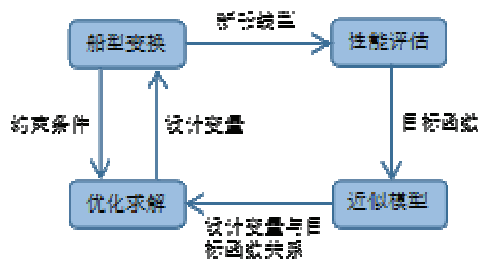 新船线型
船型变换
性能评估
约束条件
设计变量
目标函数
优化求解
近似模型
设计变量与目
标函数关系